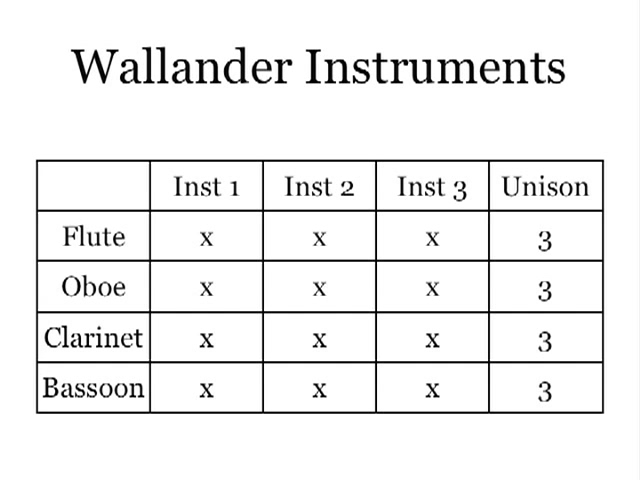 Wallander Instruments
Inst 1 Inst 2 Inst 3 Unison
Flute x x x 3
Oboe x x x 3
Clarinet x x x 3
Bassoon x x x 3